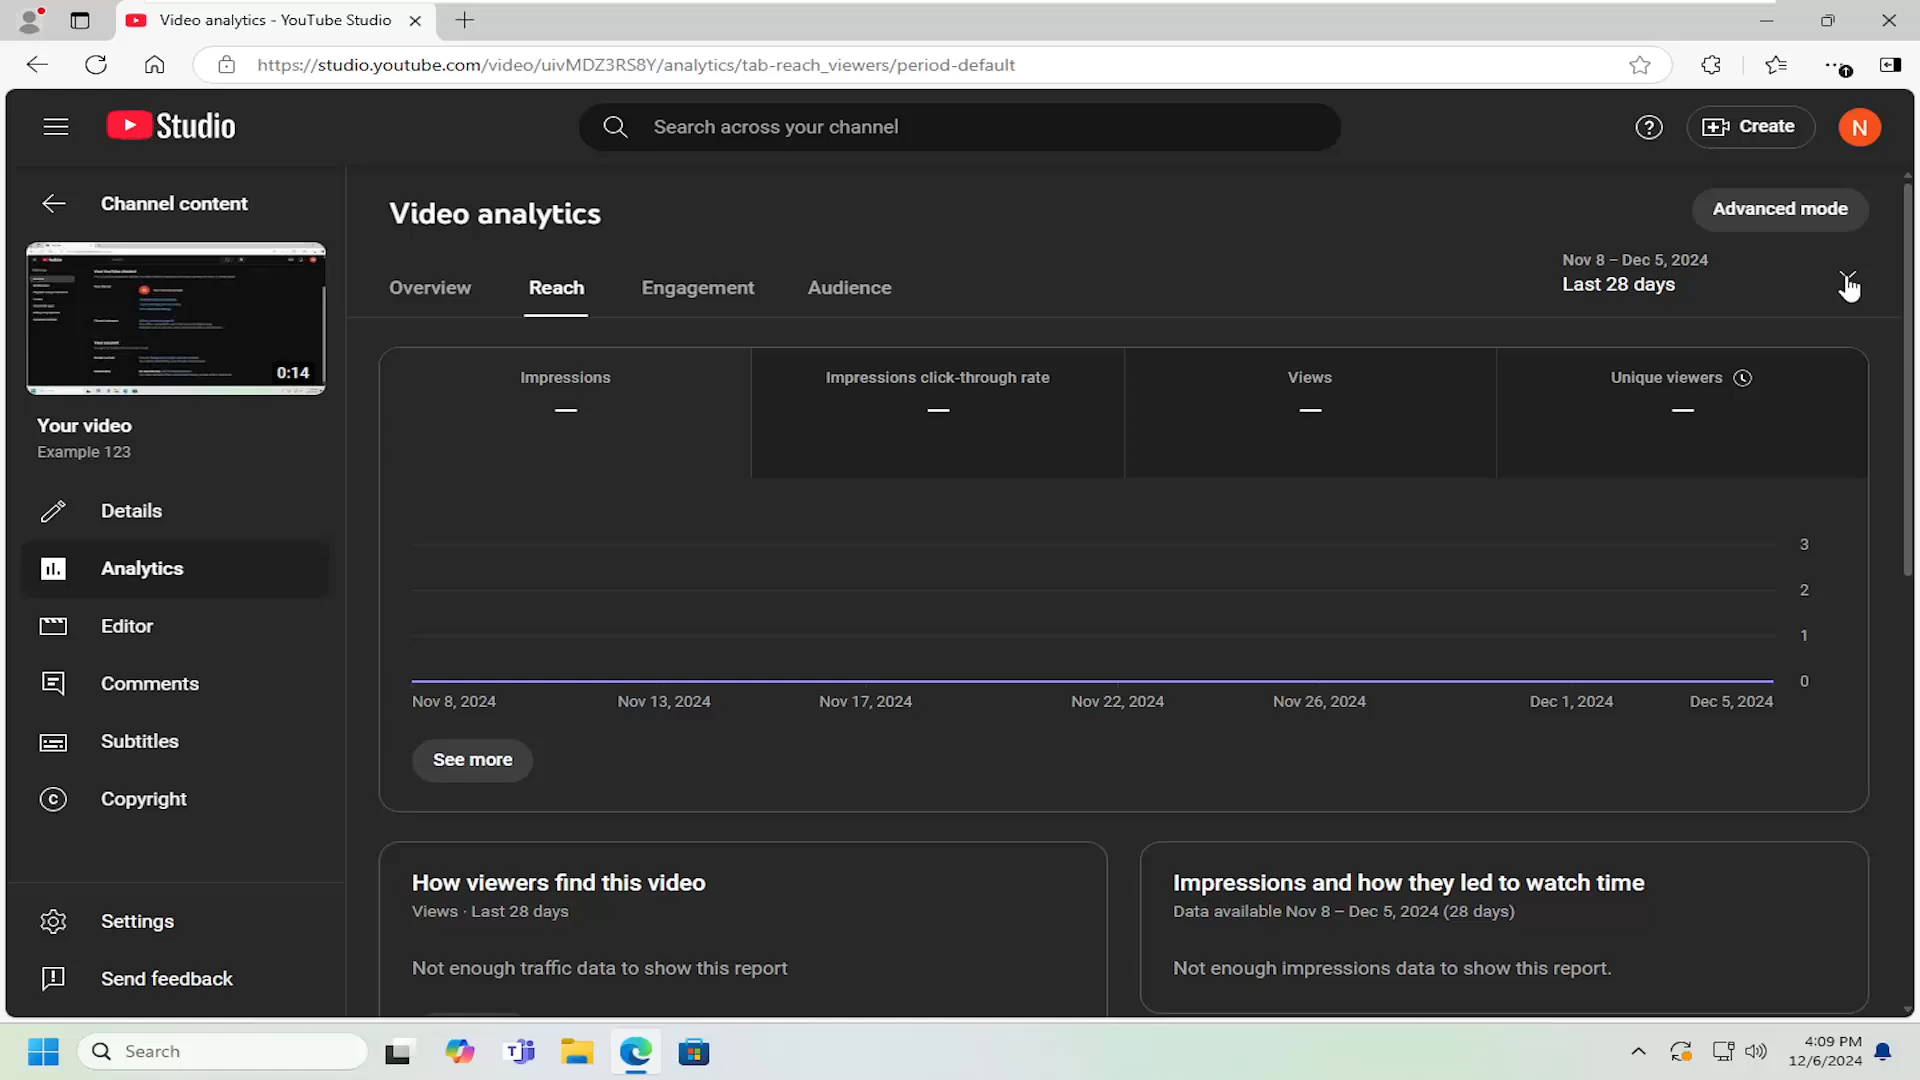 Video analytics - YouTube Studio
https://studio.youtube.com/video/uivMDZ3RS8Y/analytics/tab-reach_viewers/period-default
Studio
Search across your channel
Create
N
Channel content
0:14
Your video
Example 123
Details
Analytics
Editor
Comments
Subtitles
Copyright
Settings
Send feedback
Video analytics
Advanced mode
Overview
Reach
Engagement
Audience
Nov 8 – Dec 5, 2024
Last 28 days
Impressions
—
Impressions click-through rate
—
Views
—
Unique viewers
—
3
2
1
0
Nov 8, 2024
Nov 13, 2024
Nov 17, 2024
Nov 22, 2024
Nov 26, 2024
Dec 1, 2024
Dec 5, 2024
See more
How viewers find this video
Views · Last 28 days
Not enough traffic data to show this report
Impressions and how they led to watch time
Data available Nov 8 – Dec 5, 2024 (28 days)
Not enough impressions data to show this report.
Search
4:09 PM
12/6/2024